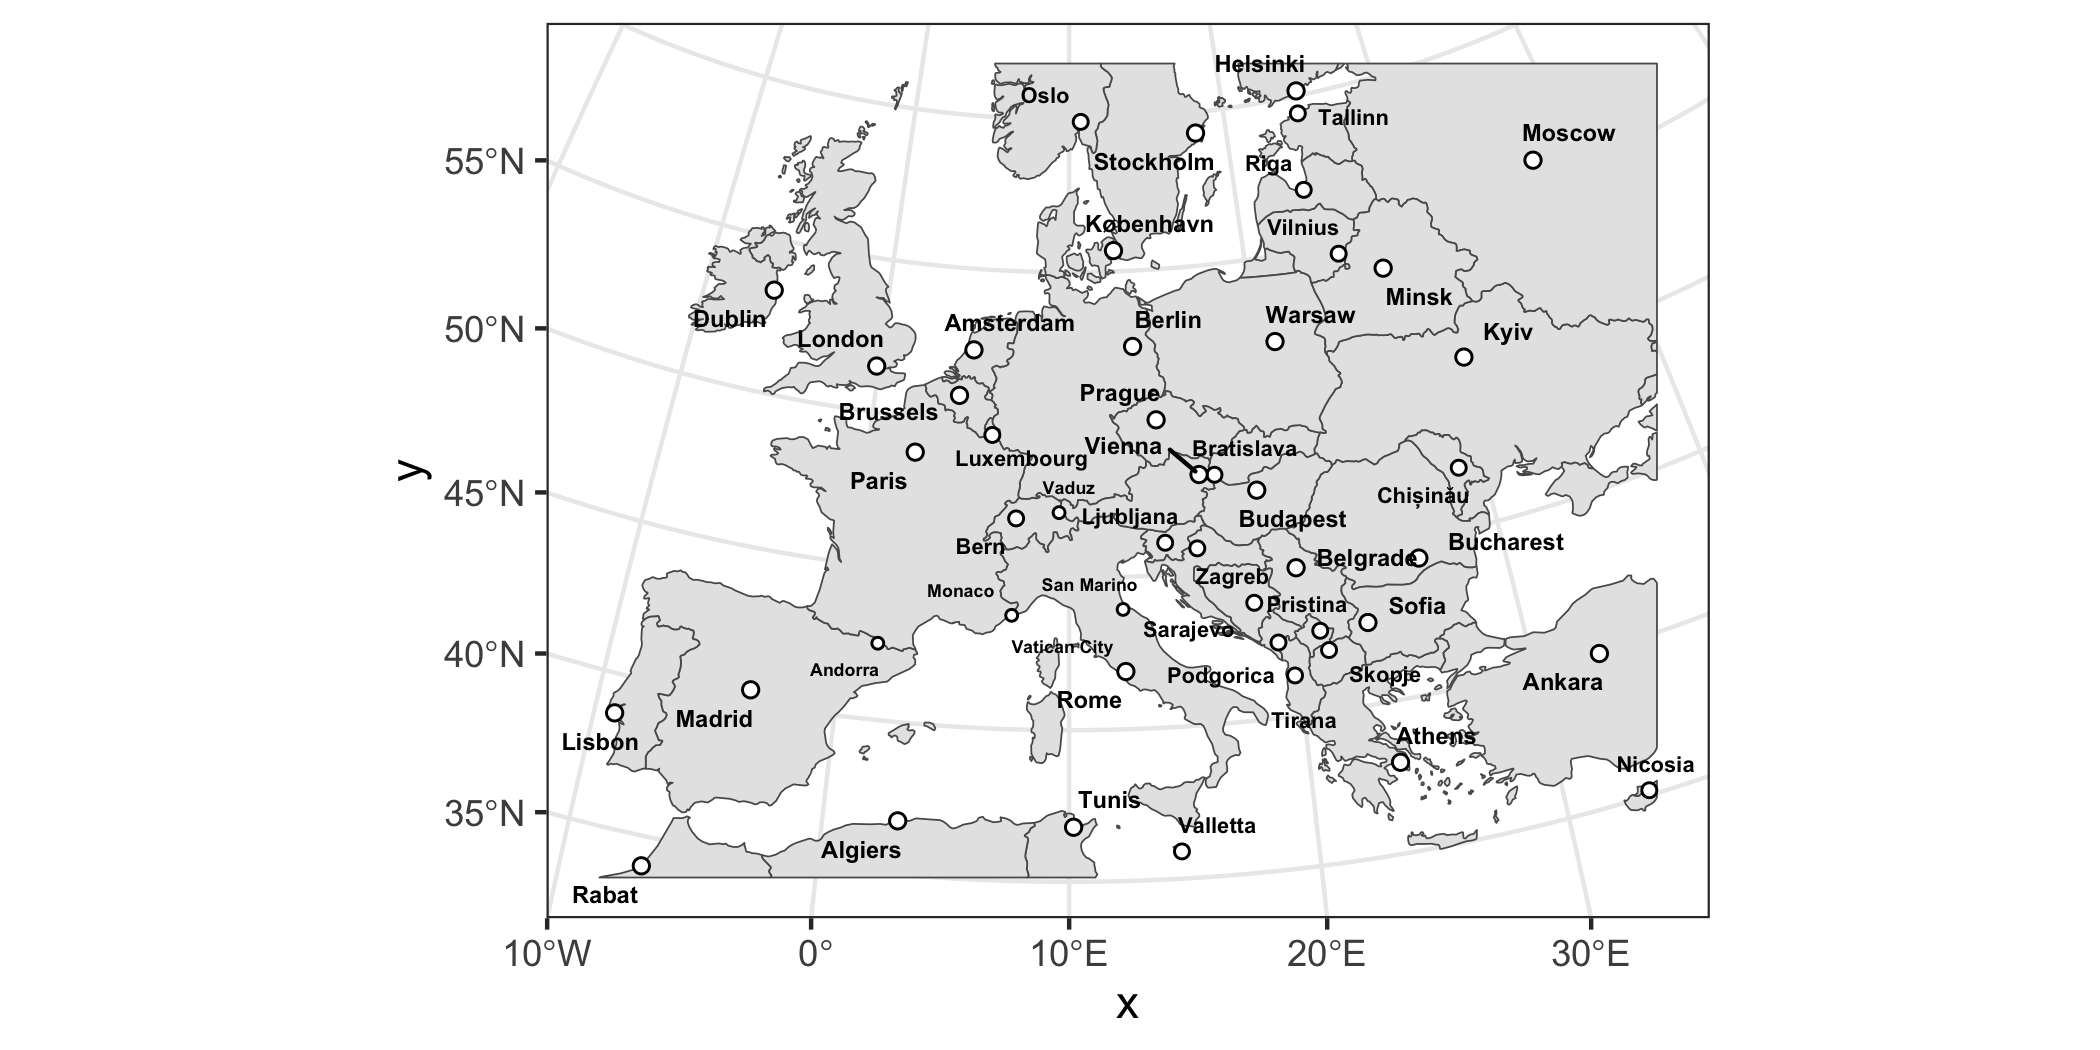 Helsinki
Oslo
Tallinn
Moscow
Stockholm
Riga
55°N
København
Vilnius
Minsk
Dublin
Amsterdam
Berlin
Warsaw
50°N
London
Kyiv
Prague
Brussels
Vienna
Bratislava
Luxembourg
Paris
Vaduz
45°N
Chișinău
Ljubljana
Budapest
Bern
Belgrade
Bucharest
y
Zagreb
San Marino
Monaco
Pristina
Sofia
Sarajevo
Vatican City
40°N
Andorra
Podgorica
Skopje
Ankara
Rome
Madrid
Tirana
Lisbon
Athens
Nicosia
Tunis
35°N
Valletta
Algiers
Rabat
10°W
0°
10°E
20°E
30°E
x